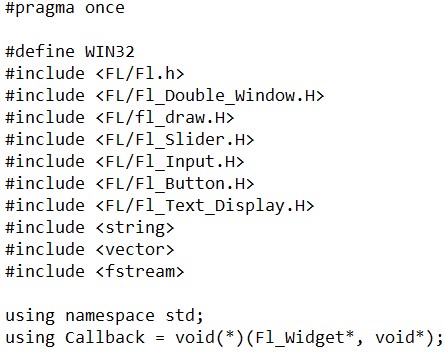 #pragma once

#define WIN32
#include <FL/Fl.h>
#include <FL/Fl_Double_Window.H>
#include <FL/fl_draw.H>
#include <FL/Fl_Slider.H>
#include <FL/Fl_Input.H>
#include <FL/Fl_Button.H>
#include <FL/Fl_Text_Display.H>
#include <string>
#include <vector>
#include <fstream>

using namespace std;
using Callback = void(*)(Fl_Widget*, void*);